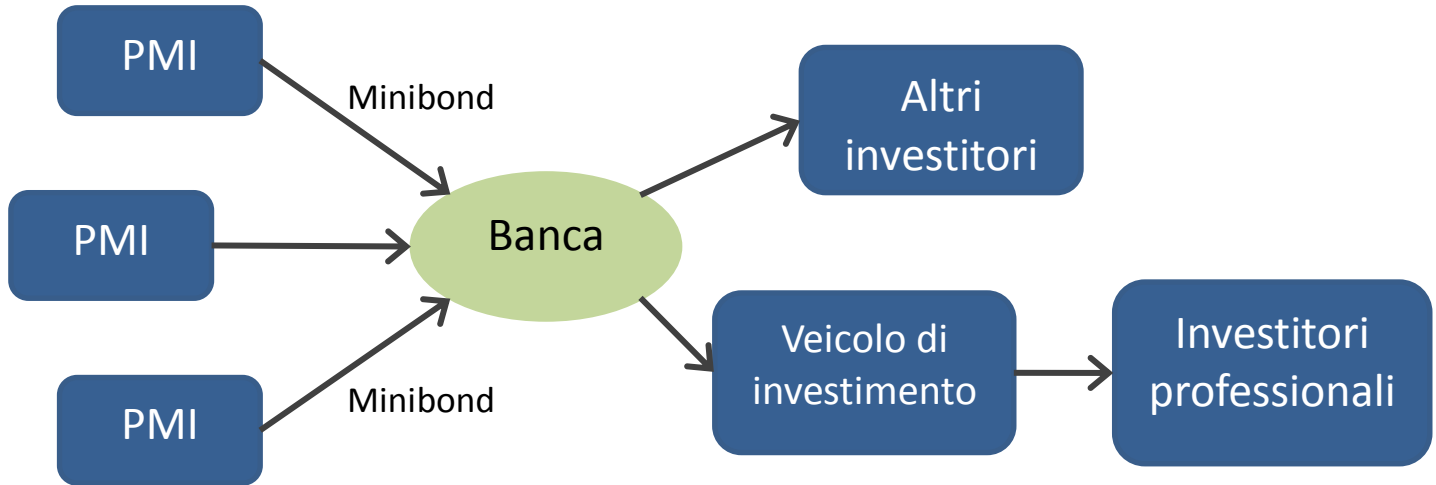 PMI
Minibond
PMI
Minibond
PMI
Banca
Altri
investitori
Veicolo di
investimento
Investitori
professionali